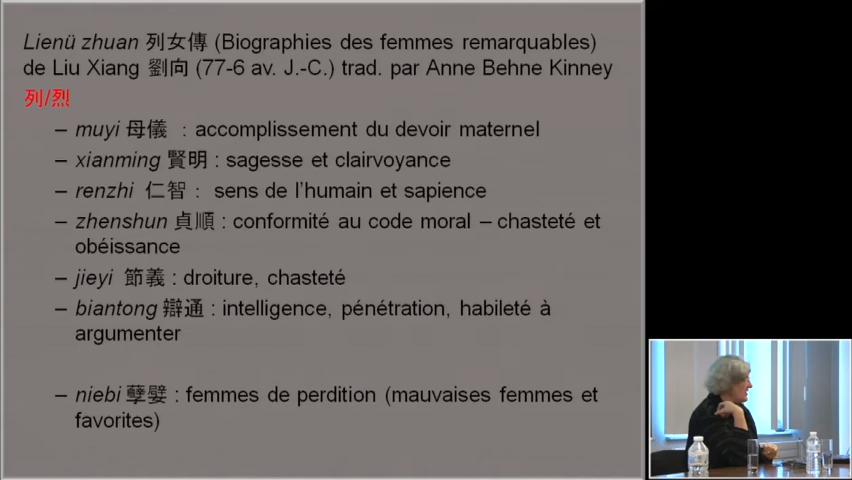 Lienü zhuan 列女傳 (Biographies des femmes remarquables)
de Liu Xiang 劉向 (77-6 av. J.-C.) trad. par Anne Behne Kinney
列/烈
– muyi 母儀 : accomplissement du devoir maternel
– xianming 賢明 : sagesse et clairvoyance
– renzhi 仁智 : sens de l'humain et sapience
– zhenshun 貞順 : conformité au code moral – chasteté et
obéissance
– jieyi 節義 : droiture, chasteté
– biantong 辯通 : intelligence, pénétration, habileté à
argumenter
– niebi 孽嬖 : femmes de perdition (mauvaises femmes et
favorites)